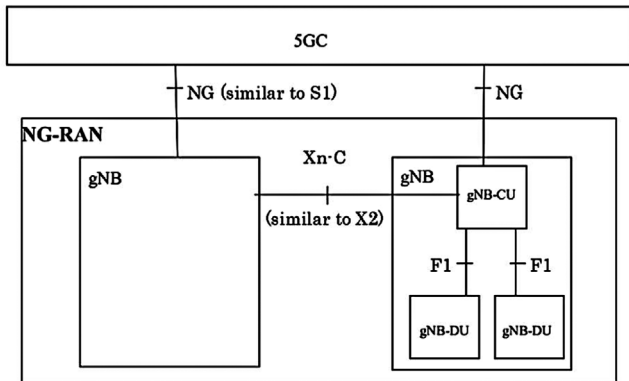 5GC
NG (similar to S1)
NG
NG-RAN
gNB
Xn-C
(similar to X2)
gNB
gNB-CU
F1
F1
gNB-DU
gNB-DU